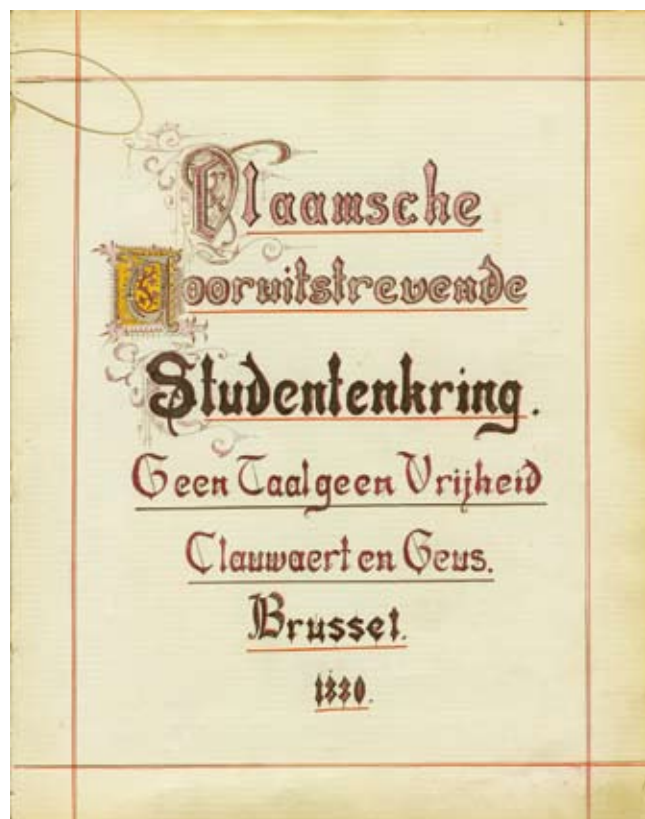 Vlaamsche
Vooruitstrevende
Studentenkring.
Geen Taal geen Vrijheid
Clauwaert en Geus.
Brussel.
1880.